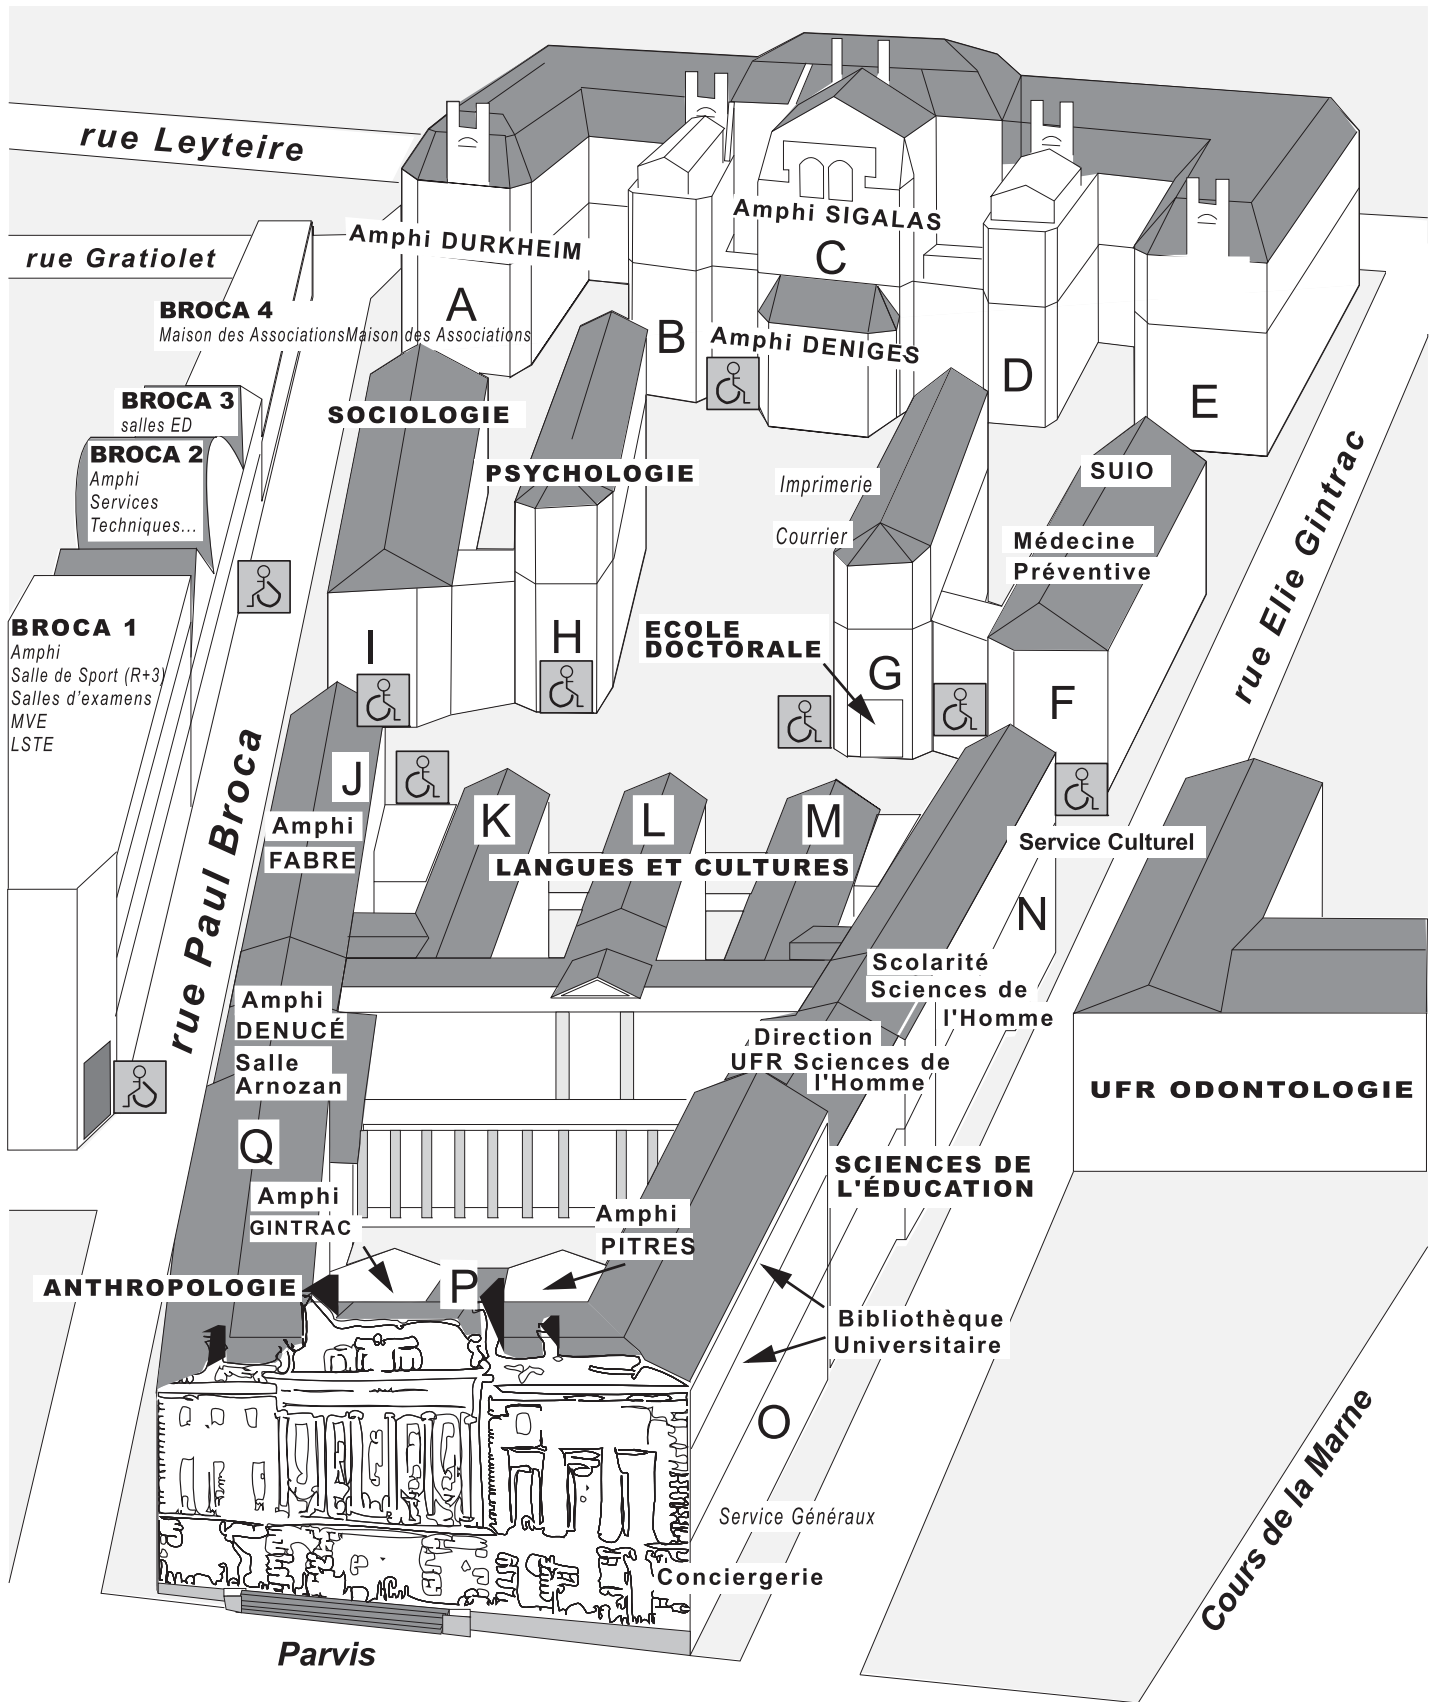 rue Leyteire
rue Gratiolet
Amphi DURKHEIM
A
B
Amphi SIGALAS
C
Amphi DENIGES
D
E
BROCA 4
Maison des AssociationsMaison des Associations
BROCA 3
salles ED
BROCA 2
Amphi
Services
Techniques...
BROCA 1
Amphi
Salle de Sport (R+3)
Salles d'examens
MVE
LSTE
SOCIOLOGIE
PSYCHOLOGIE
Imprimerie
Courrier
SUIO
Médecine
Préventive
rue Elie Gintrac
ECOLE
DOCTORALE
I
H
G
F
rue Paul Broca
J
Amphi
FABRE
K
L
M
LANGUES ET CULTURES
Service Culturel
N
Scolarité
Sciences de
l'Homme
Direction
UFR Sciences de
l'Homme
Amphi
DENUCÉ
Salle
Arnozan
Q
UFR ODONTOLOGIE
SCIENCES DE
L'ÉDUCATION
Amphi
GINTRAC
Amphi
PITRES
ANTHROPOLOGIE
P
Bibliothèque
Universitaire
O
Service Généraux
Conciergerie
Parvis
Cours de la Marne